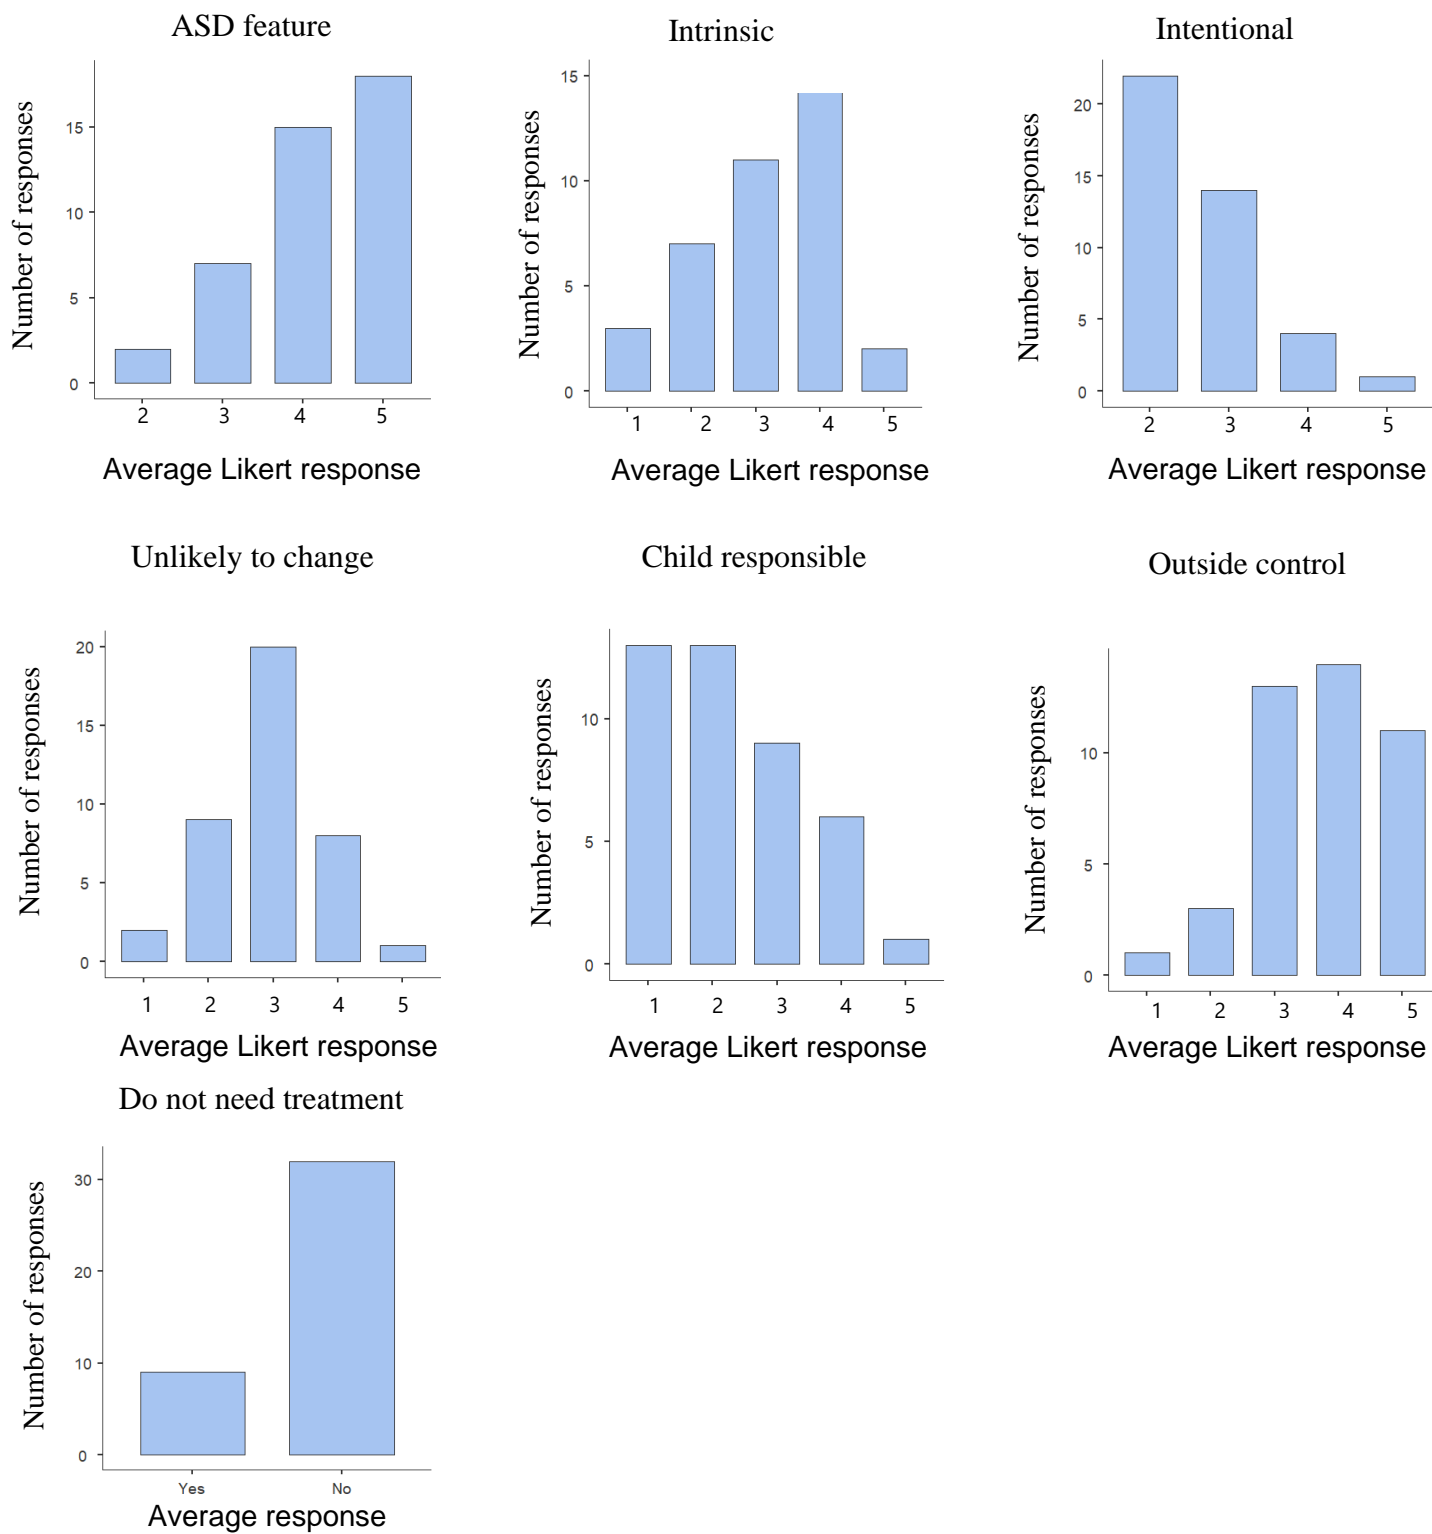 ASD feature
Number of responses
15
10
5
0
2 3 4 5
Average Likert response
Intrinsic
Number of responses
15
10
5
0
1 2 3 4 5
Average Likert response
Intentional
Number of responses
20
15
10
5
0
2 3 4 5
Average Likert response
Unlikely to change
Number of responses
20
15
10
5
0
1 2 3 4 5
Average Likert response
Child responsible
Number of responses
10
5
0
1 2 3 4 5
Average Likert response
Outside control
Number of responses
10
5
0
1 2 3 4 5
Average Likert response
Do not need treatment
Number of responses
30
20
10
0
Yes No
Average response